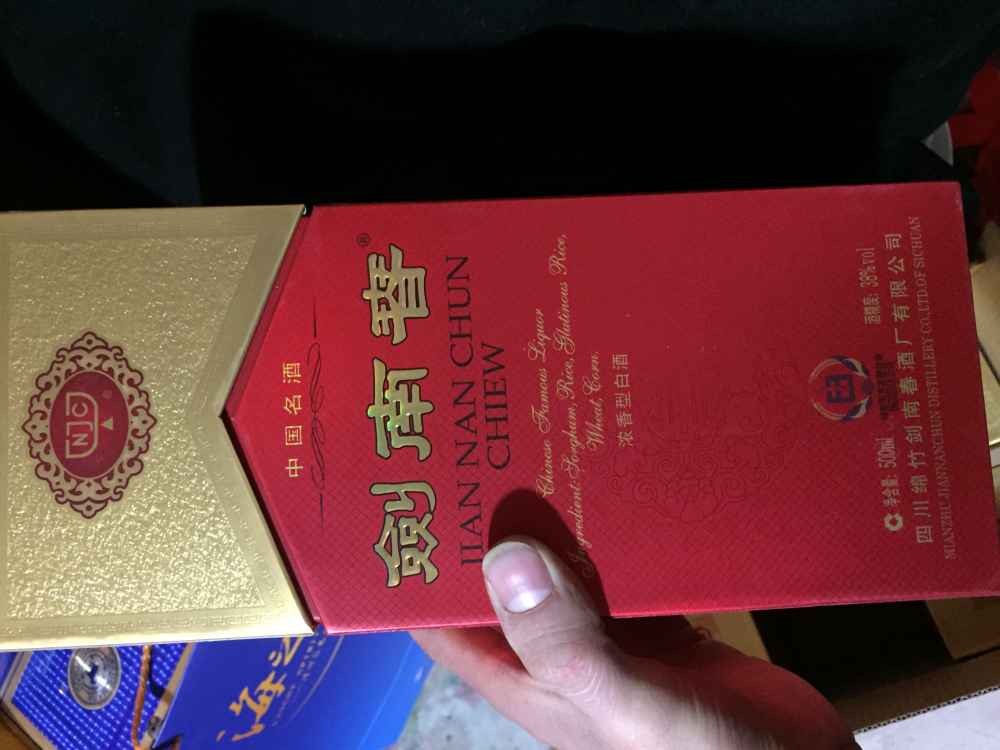 NJC
®
中国名酒
剑南春®
JIAN NAN CHUN
CHIEW
Chinese Famous Liquor
Ingredient: Sorghum, Rice, Glutinous Rice,
Wheat, Corn.
浓香型白酒
净含量: 500ml
酒精度: 38%vol
四川绵竹剑南春酒厂有限公司
MIANZHU JIANNANCHUN DISTILLERY CO.,LTD.OF SICHUAN
海之